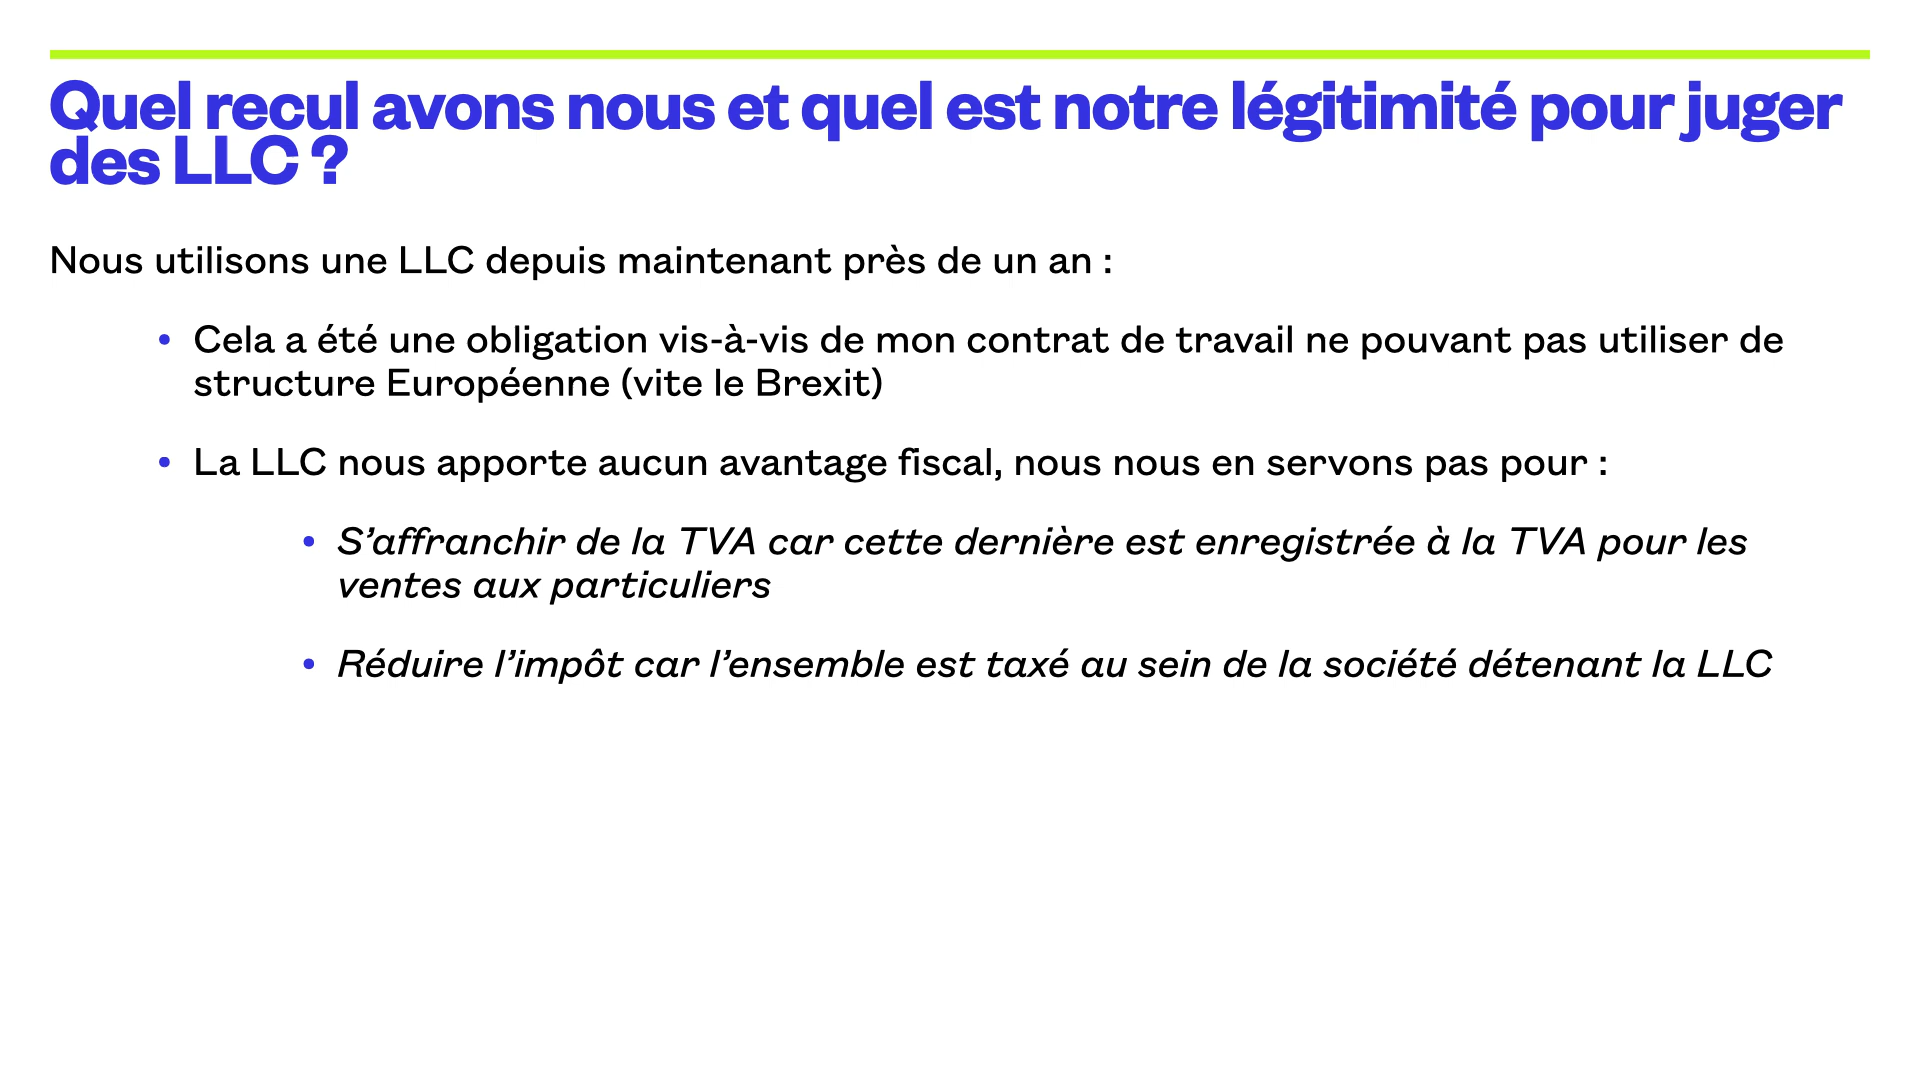 Quel recul avons nous et quel est notre légitimité pour juger
des LLC ?
Nous utilisons une LLC depuis maintenant près de un an :
• Cela a été une obligation vis-à-vis de mon contrat de travail ne pouvant pas utiliser de
structure Européenne (vite le Brexit)
• La LLC nous apporte aucun avantage fiscal, nous nous en servons pas pour :
• S’affranchir de la TVA car cette dernière est enregistrée à la TVA pour les
ventes aux particuliers
• Réduire l’impôt car l’ensemble est taxé au sein de la société détenant la LLC